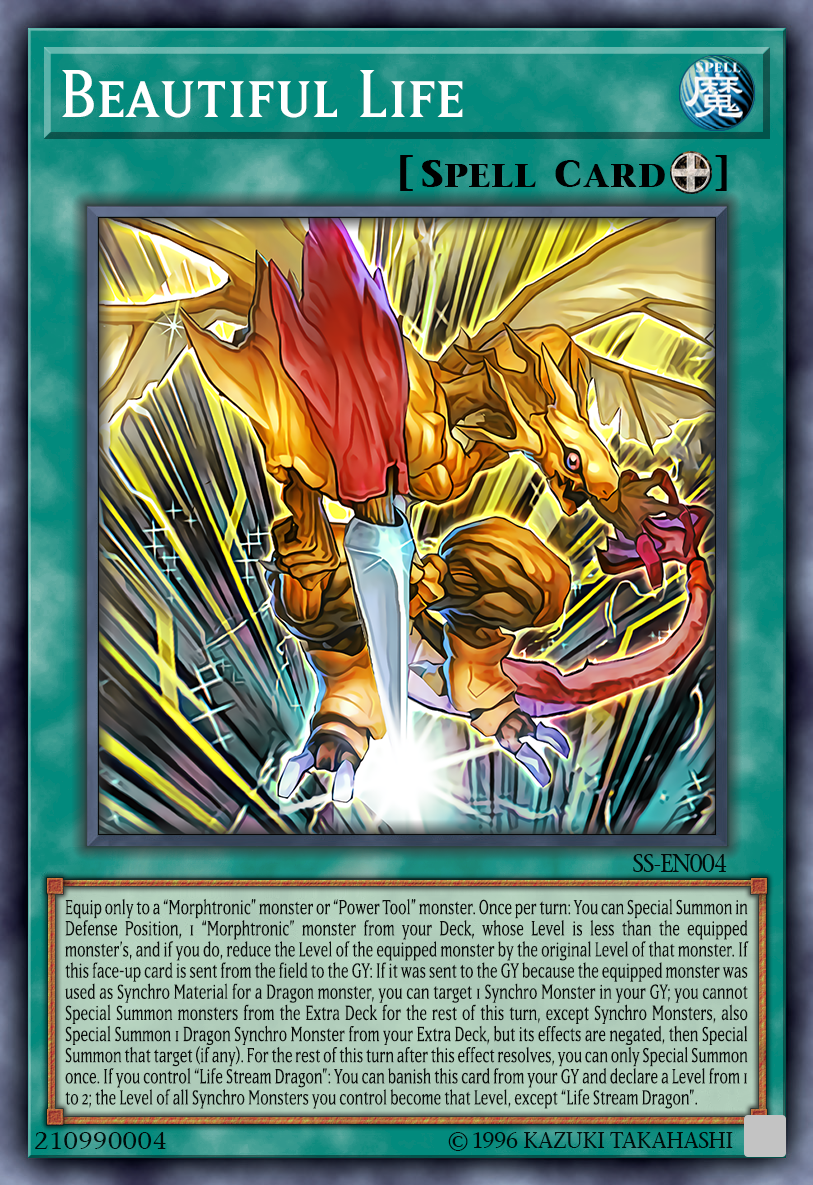 Beautiful Life
SPELL
魔
[Spell Card]
SS-EN004
Equip only to a “Morphtronic” monster or “Power Tool” monster. Once per turn: You can Special Summon in
Defense Position, 1 “Morphtronic” monster from your Deck, whose Level is less than the equipped
monster’s, and if you do, reduce the Level of the equipped monster by the original Level of that monster. If
this face-up card is sent from the field to the GY: If it was sent to the GY because the equipped monster was
used as Synchro Material for a Dragon monster, you can target 1 Synchro Monster in your GY; you cannot
Special Summon monsters from the Extra Deck for the rest of this turn, except Synchro Monsters, also
Special Summon 1 Dragon Synchro Monster from your Extra Deck, but its effects are negated, then Special
Summon that target (if any). For the rest of this turn after this effect resolves, you can only Special Summon
once. If you control “Life Stream Dragon”: You can banish this card from your GY and declare a Level from 1
to 2; the Level of all Synchro Monsters you control become that Level, except “Life Stream Dragon”.
210990004
© 1996 KAZUKI TAKAHASHI